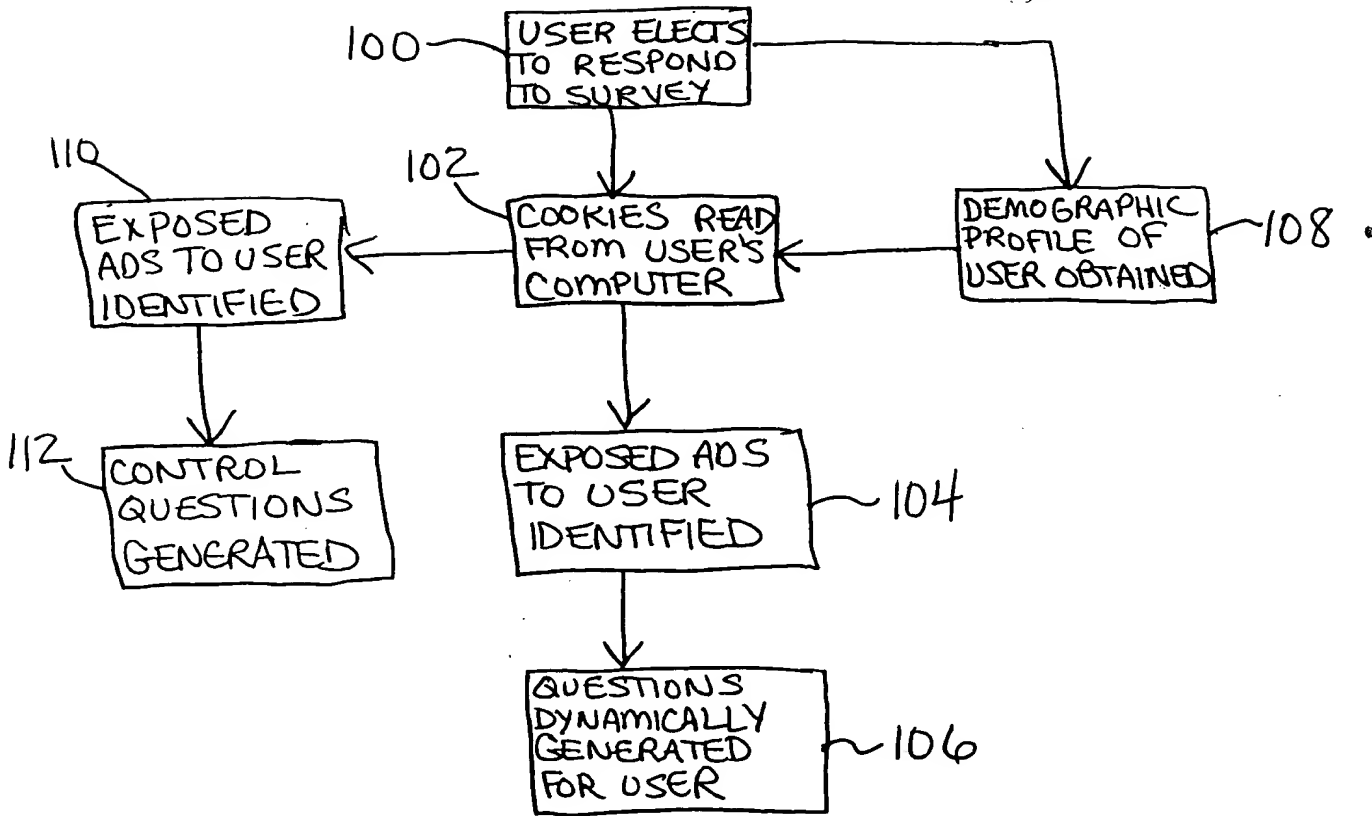 100
USER ELECTS
TO RESPOND
TO SURVEY
110
EXPOSED
ADS TO USER
IDENTIFIED
102
COOKIES READ
FROM USER'S
COMPUTER
DEMOGRAPHIC
PROFILE OF
USER OBTAINED
108
112
CONTROL
QUESTIONS
GENERATED
EXPOSED ADS
TO USER
IDENTIFIED
104
QUESTIONS
DYNAMICALLY
GENERATED
FOR USER
106